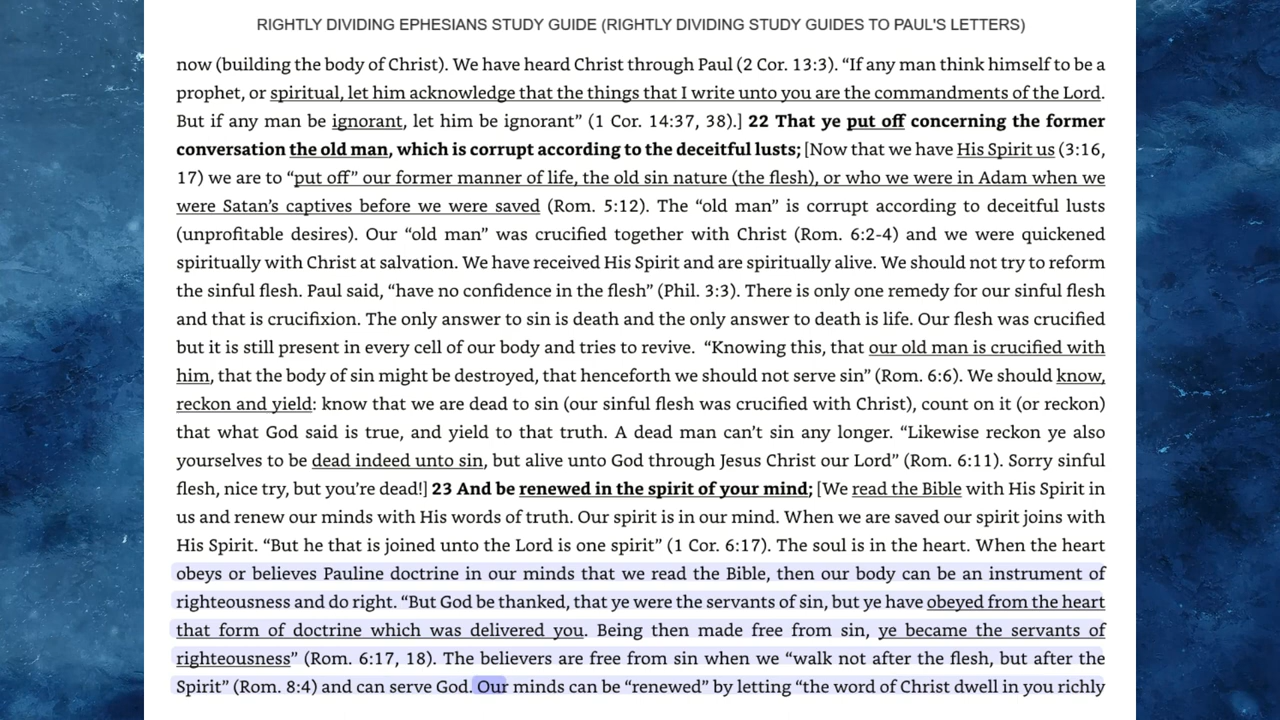 RIGHTLY DIVIDING EPHESIANS STUDY GUIDE (RIGHTLY DIVIDING STUDY GUIDES TO PAUL'S LETTERS)
now (building the body of Christ). We have heard Christ through Paul (2 Cor. 13:3). “If any man think himself to be a
prophet, or spiritual, let him acknowledge that the things that I write unto you are the commandments of the Lord.
But if any man be ignorant, let him be ignorant” (1 Cor. 14:37, 38).] 22 That ye put off concerning the former
conversation the old man, which is corrupt according to the deceitful lusts; [Now that we have His Spirit us (3:16,
17) we are to “put off” our former manner of life, the old sin nature (the flesh), or who we were in Adam when we
were Satan’s captives before we were saved (Rom. 5:12). The “old man” is corrupt according to deceitful lusts
(unprofitable desires). Our “old man” was crucified together with Christ (Rom. 6:2-4) and we were quickened
spiritually with Christ at salvation. We have received His Spirit and are spiritually alive. We should not try to reform
the sinful flesh. Paul said, “have no confidence in the flesh” (Phil. 3:3). There is only one remedy for our sinful flesh
and that is crucifixion. The only answer to sin is death and the only answer to death is life. Our flesh was crucified
but it is still present in every cell of our body and tries to revive. “Knowing this, that our old man is crucified with
him, that the body of sin might be destroyed, that henceforth we should not serve sin” (Rom. 6:6). We should know,
reckon and yield: know that we are dead to sin (our sinful flesh was crucified with Christ), count on it (or reckon)
that what God said is true, and yield to that truth. A dead man can’t sin any longer. “Likewise reckon ye also
yourselves to be dead indeed unto sin, but alive unto God through Jesus Christ our Lord” (Rom. 6:11). Sorry sinful
flesh, nice try, but you’re dead!] 23 And be renewed in the spirit of your mind; [We read the Bible with His Spirit in
us and renew our minds with His words of truth. Our spirit is in our mind. When we are saved our spirit joins with
His Spirit. “But he that is joined unto the Lord is one spirit” (1 Cor. 6:17). The soul is in the heart. When the heart
obeys or believes Pauline doctrine in our minds that we read the Bible, then our body can be an instrument of
righteousness and do right. “But God be thanked, that ye were the servants of sin, but ye have obeyed from the heart
that form of doctrine which was delivered you. Being then made free from sin, ye became the servants of
righteousness” (Rom. 6:17, 18). The believers are free from sin when we “walk not after the flesh, but after the
Spirit” (Rom. 8:4) and can serve God. Our minds can be “renewed” by letting “the word of Christ dwell in you richly